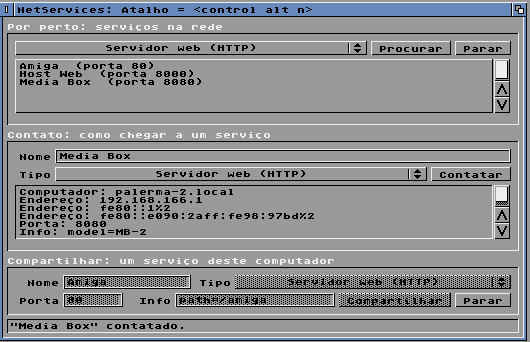 NetServices: Atalho = <control alt n>
Por perto: serviços na rede
Servidor web (HTTP) Procurar Parar
Amiga (porta 80)
Host Web (porta 8000)
Media Box (porta 8080)
Contato: como chegar a um serviço
Nome Media Box
Tipo Servidor web (HTTP) Contatar
Computador: palerma-2.local
Endereço: 192.168.166.1
Endereço: fe80::1%2
Endereço: fe80::e090:2aff:fe98:97bd%2
Porta: 8080
Info: model=MB-2
Compartilhar: um serviço deste computador
Nome Amiga Tipo Servidor web (HTTP)
Porta 80 Info path=/amiga Compartilhar Parar
"Media Box" contatado.